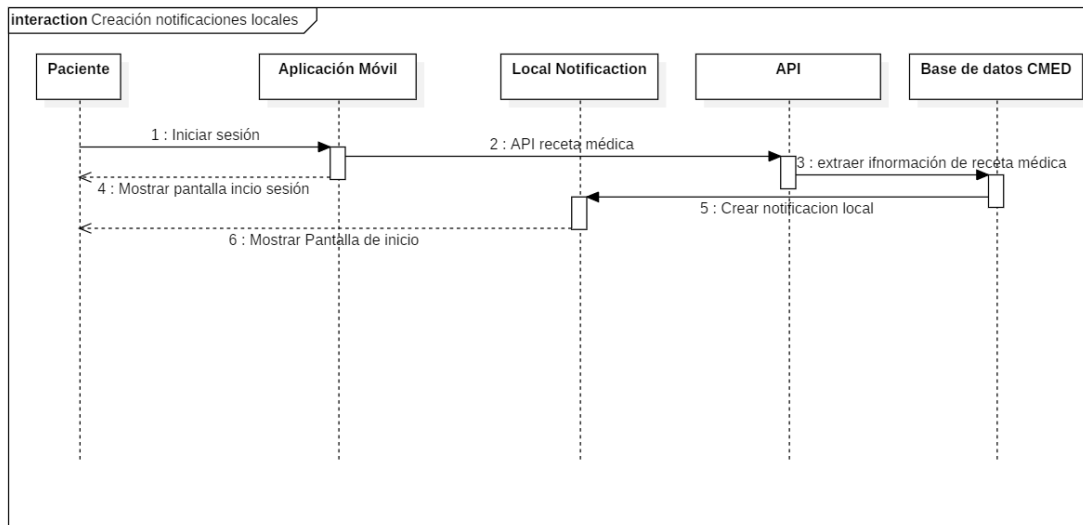 interaction Creación notificaciones locales
Paciente
Aplicación Móvil
Local Notificaction
API
Base de datos CMED
1 : Iniciar sesión
2 : API receta médica
3 : extraer ifnormación de receta médica
4 : Mostrar pantalla incio sesión
5 : Crear notificacion local
6 : Mostrar Pantalla de inicio